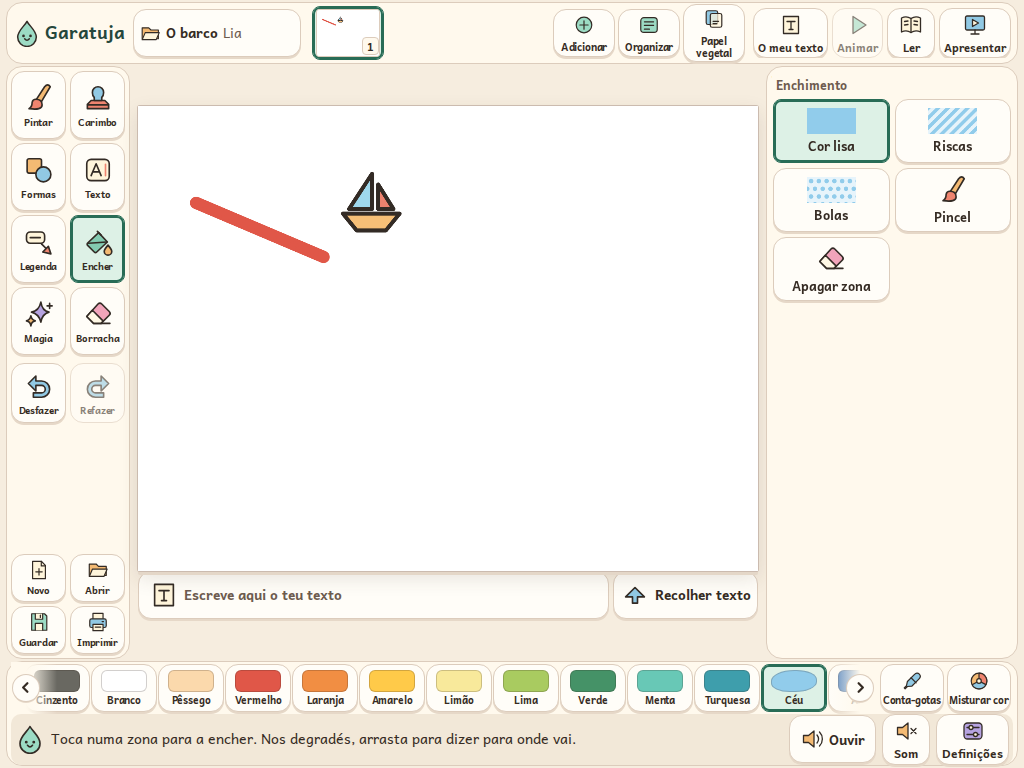 Garatuja
O barco Lia
1
Adicionar
Organizar
Papel
vegetal
O meu texto
Animar
Ler
Apresentar
Pintar
Carimbo
Formas
Texto
Legenda
Encher
Magia
Borracha
Desfazer
Refazer
Novo
Abrir
Guardar
Imprimir
Enchimento
Cor lisa
Riscas
Bolas
Pincel
Apagar zona
Escreve aqui o teu texto
Recolher texto
Cinzento
Branco
Pêssego
Vermelho
Laranja
Amarelo
Limão
Lima
Verde
Menta
Turquesa
Céu
Conta-gotas
Misturar cor
Toca numa zona para a encher. Nos degradés, arrasta para dizer para onde vai.
Ouvir
Som
Definições